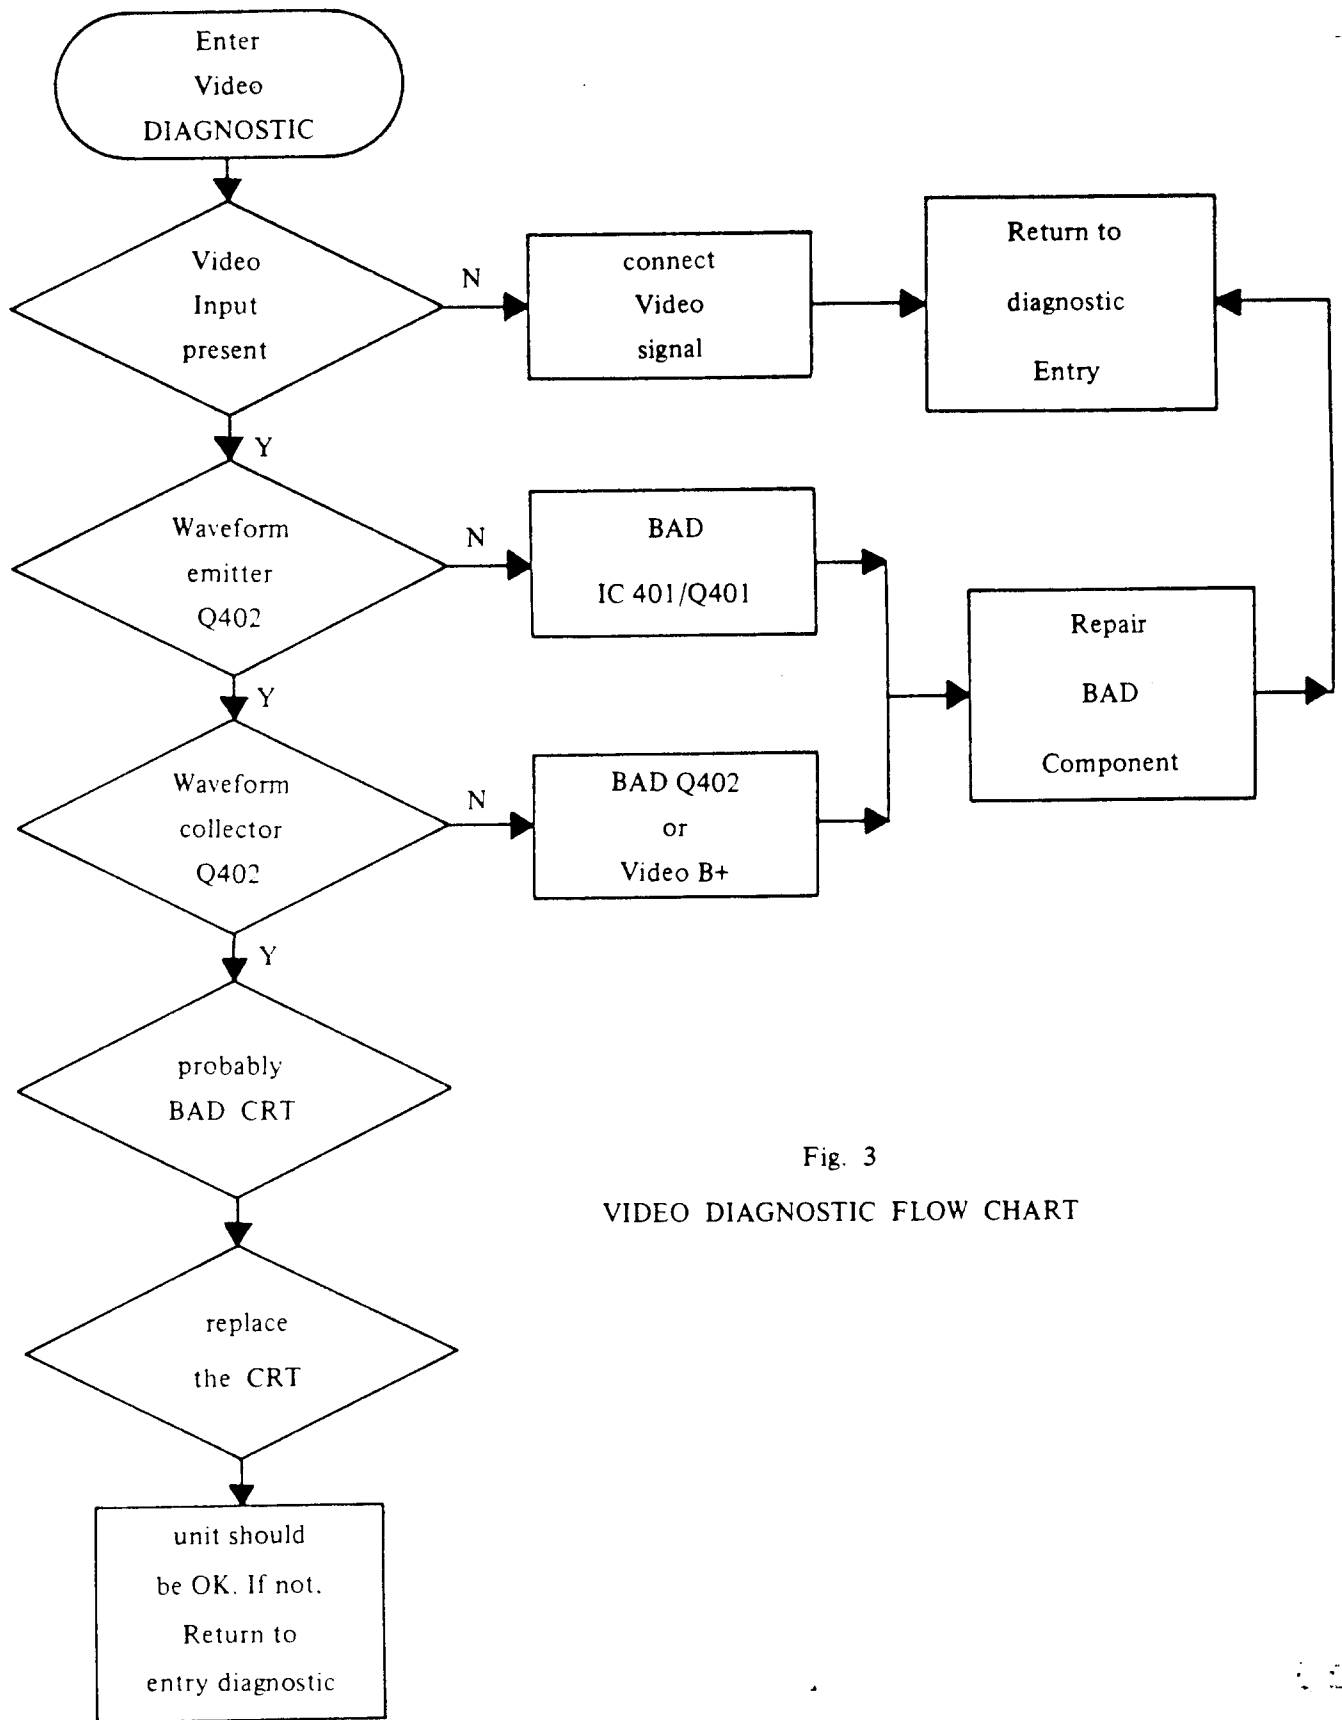 Enter
Video
DIAGNOSTIC
Video
Input
present
N
connect
Video
signal
Return to
diagnostic
Entry
Y
Waveform
emitter
Q402
N
BAD
IC 401/Q401
Repair
BAD
Component
Y
Waveform
collector
Q402
N
BAD Q402
or
Video B+
Y
probably
BAD CRT
Fig. 3
VIDEO DIAGNOSTIC FLOW CHART
replace
the CRT
unit should
be OK. If not.
Return to
entry diagnostic